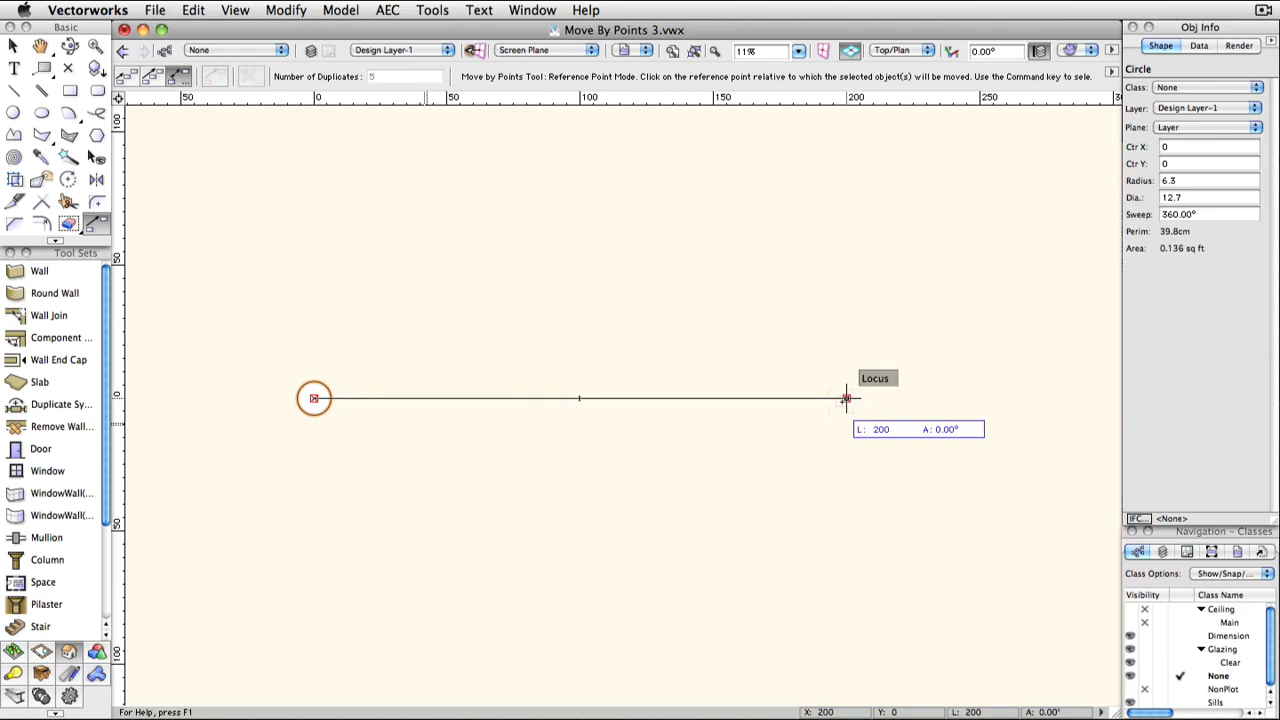 Vectorworks File Edit View Modify Model AEC Tools Text Window Help
Basic
Move By Points 3.vwx
Obj Info
None Design Layer-1 Screen Plane 11% Top/Plan 0.00°
Number of Duplicates: 5 Move by Points Tool: Reference Point Mode. Click on the reference point relative to which the selected object(s) will be moved. Use the Command key to sele.
50 0 50 100 150 200 250 30
100
50
0
50
100
Tool Sets
Wall
Round Wall
Wall Join
Component ...
Wall End Cap
Slab
Duplicate Sy...
Remove Wall...
Door
Window
WindowWall(...
WindowWall(...
Mullion
Column
Space
Pilaster
Stair
Locus
L: 200 A: 0.00°
Shape Data Render
Circle
Class: None
Layer: Design Layer-1
Plane: Layer
Ctr X: 0
Ctr Y: 0
Radius: 6.3
Dia.: 12.7
Sweep: 360.00°
Perim: 39.8cm
Area: 0.136 sq ft
IFC... <None>
Navigation - Classes
Class Options: Show/Snap/...
Visibility Class Name
Ceiling
Main
Dimension
Glazing
Clear
None
NonPlot
Sills
For Help, press F1 X: 200 Y: 0 L: 200 A: 0.00°